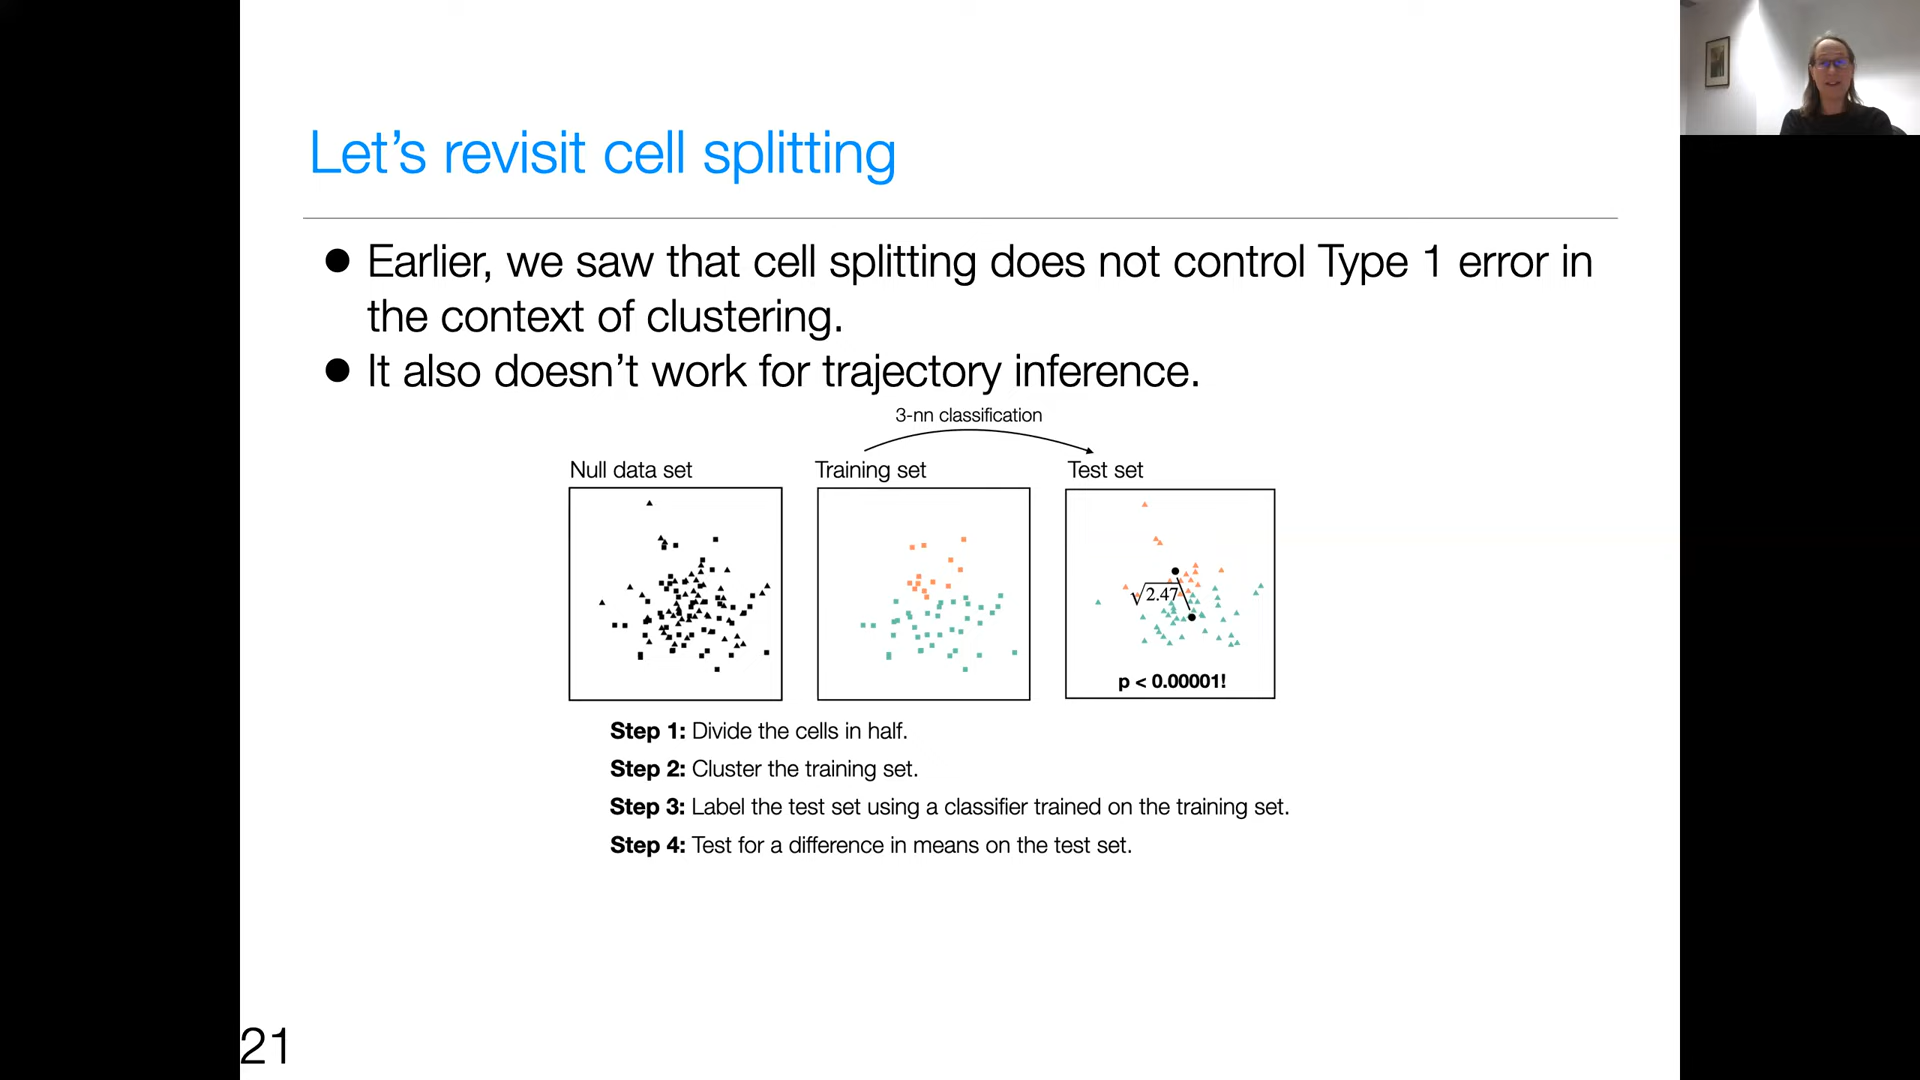 Let's revisit cell splitting
● Earlier, we saw that cell splitting does not control Type 1 error in
the context of clustering.
● It also doesn't work for trajectory inference.
3-nn classification
Null data set
Training set
Test set
√2.47
p < 0.00001!
Step 1: Divide the cells in half.
Step 2: Cluster the training set.
Step 3: Label the test set using a classifier trained on the training set.
Step 4: Test for a difference in means on the test set.
21